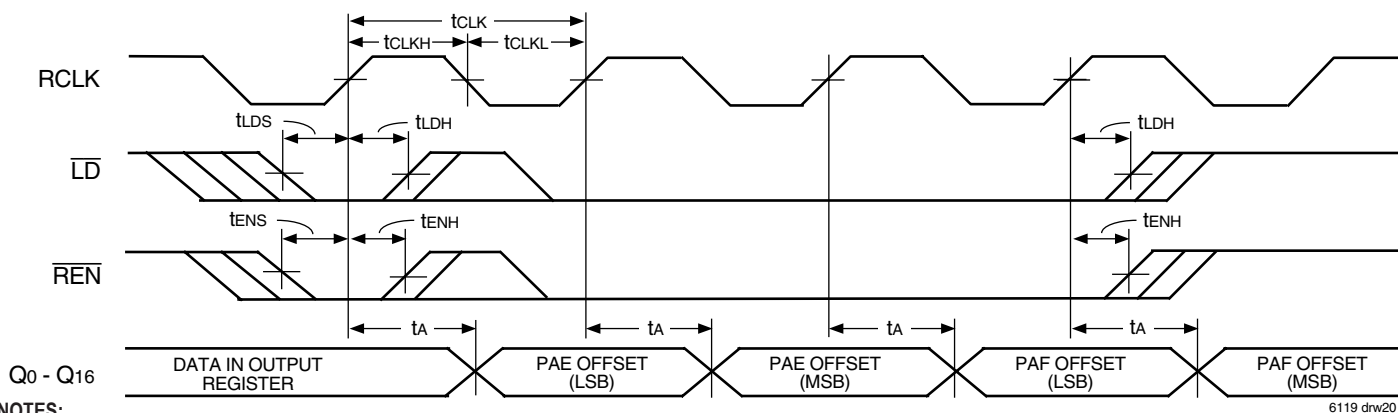 tCLK
tCLKH
tCLKL
RCLK
tLDS
tLDH
tLDH
LD
tENS
tENH
tENH
REN
tA
tA
tA
tA
Q0 - Q16
DATA IN OUTPUT
REGISTER
PAE OFFSET
(LSB)
PAE OFFSET
(MSB)
PAF OFFSET
(LSB)
PAF OFFSET
(MSB)
NOTES:
6119 drw20